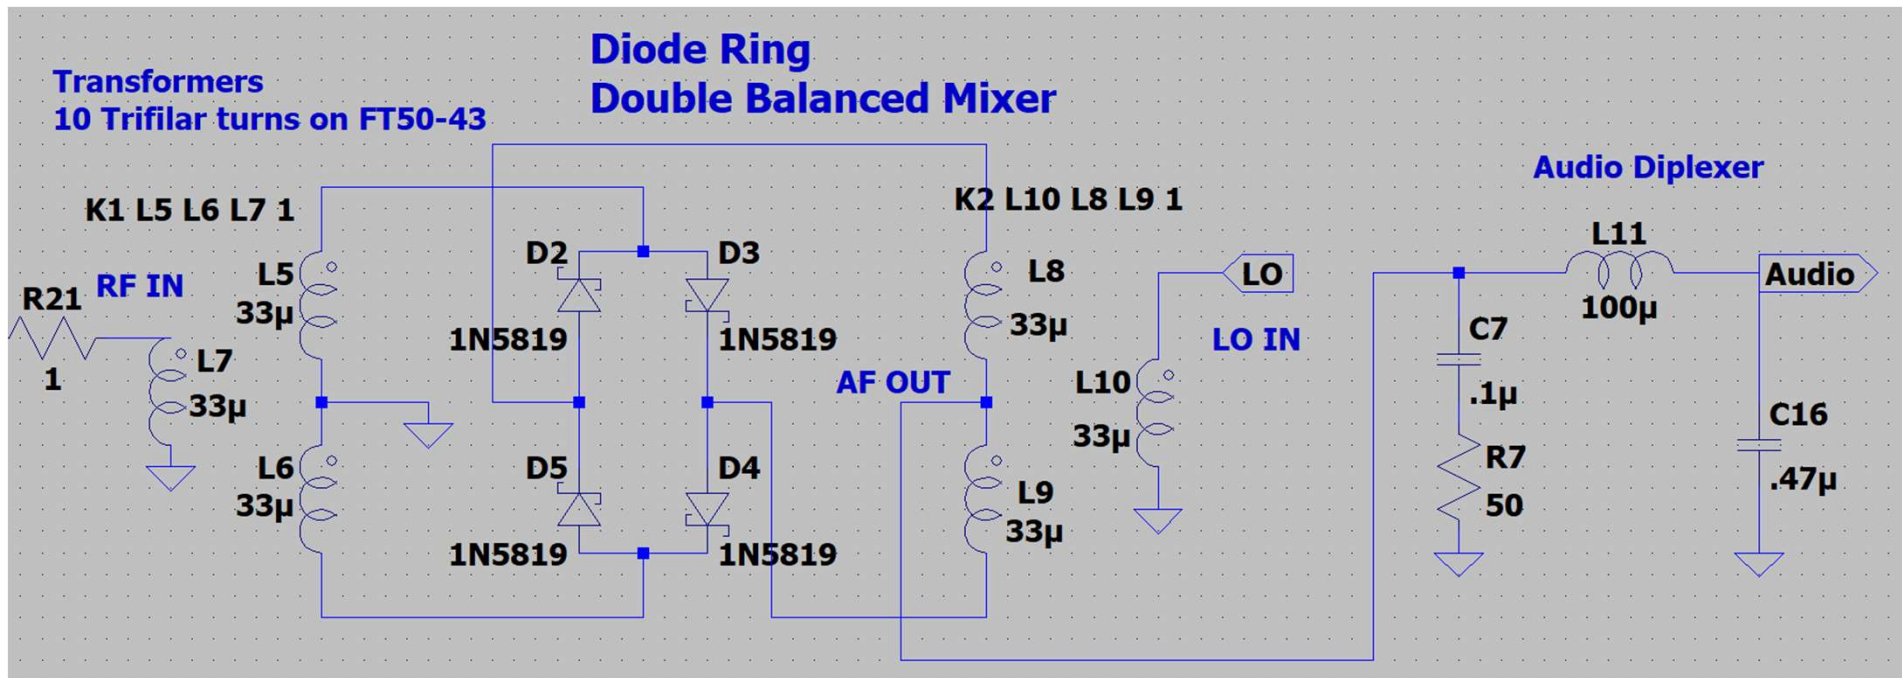 Diode Ring
Double Balanced Mixer
Transformers
10 Trifilar turns on FT50-43
Audio Diplexer
K1 L5 L6 L7 1
K2 L10 L8 L9 1
L11
100µ
D2
D3
1N5819
1N5819
L5
33µ
L8
33µ
LO
Audio
RF IN
R21
1
L7
33µ
LO IN
C7
.1µ
AF OUT
L10
33µ
C16
.47µ
L6
33µ
D5
D4
1N5819
1N5819
L9
33µ
R7
50